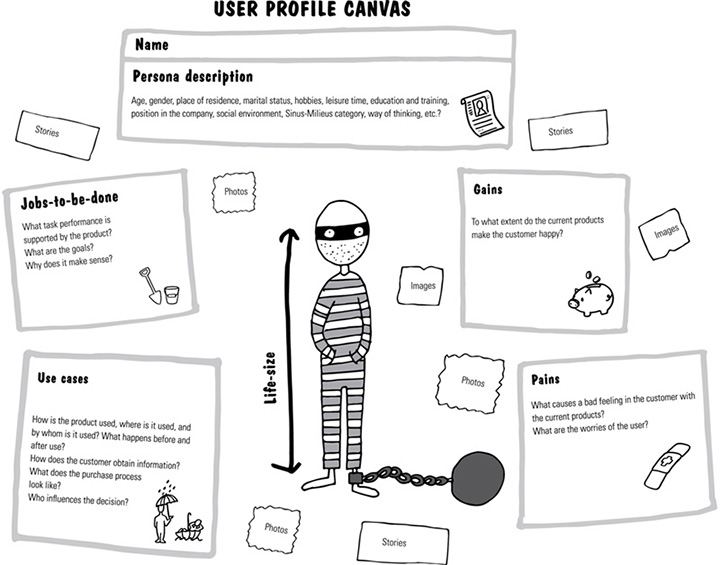 USER PROFILE CANVAS
Name
Persona description
Age, gender, place of residence, marital status, hobbies, leisure time, education and training,
position in the company, social environment, Sinus-Milieus category, way of thinking, etc.?
Stories
Stories
Jobs-to-be-done
What task performance is
supported by the product?
What are the goals?
Why does it make sense?
Photos
Gains
To what extent do the current products
make the customer happy?
Images
Images
Life-size
Use cases
How is the product used, where is it used, and
by whom is it used? What happens before and
after use?
How does the customer obtain information?
What does the purchase process
look like?
Who influences the decision?
Photos
Pains
What causes a bad feeling in the customer with
the current products?
What are the worries of the user?
Photos
Stories